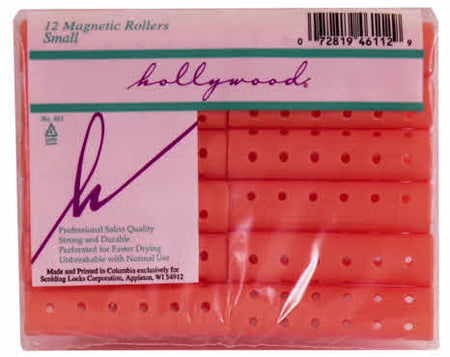 12 Magnetic Rollers
Small
0 72819 46112 9
hollywood
No. 463
h
Professional Salon Quality
Strong and Durable
Perforated for Faster Drying
Unbreakable with Normal Use
Made and Printed in Columbia exclusively for
Scolding Locks Corporation, Appleton, WI 54912